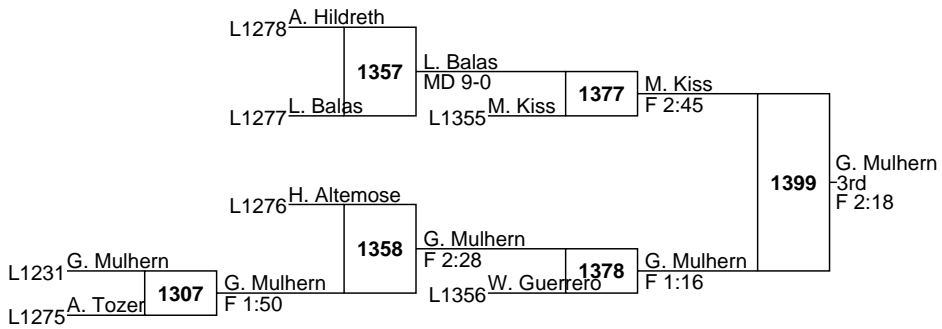 L1278 A. Hildreth
1357
L. Balas
MD 9-0
L1277 L. Balas
L1355 M. Kiss
1377
M. Kiss
F 2:45
1399
G. Mulhern
3rd
F 2:18
L1276 H. Altemose
1358
G. Mulhern
F 2:28
L1356 W. Guerrero
1378
G. Mulhern
F 1:16
L1231 G. Mulhern
1307
G. Mulhern
F 1:50
L1275 A. Tozer